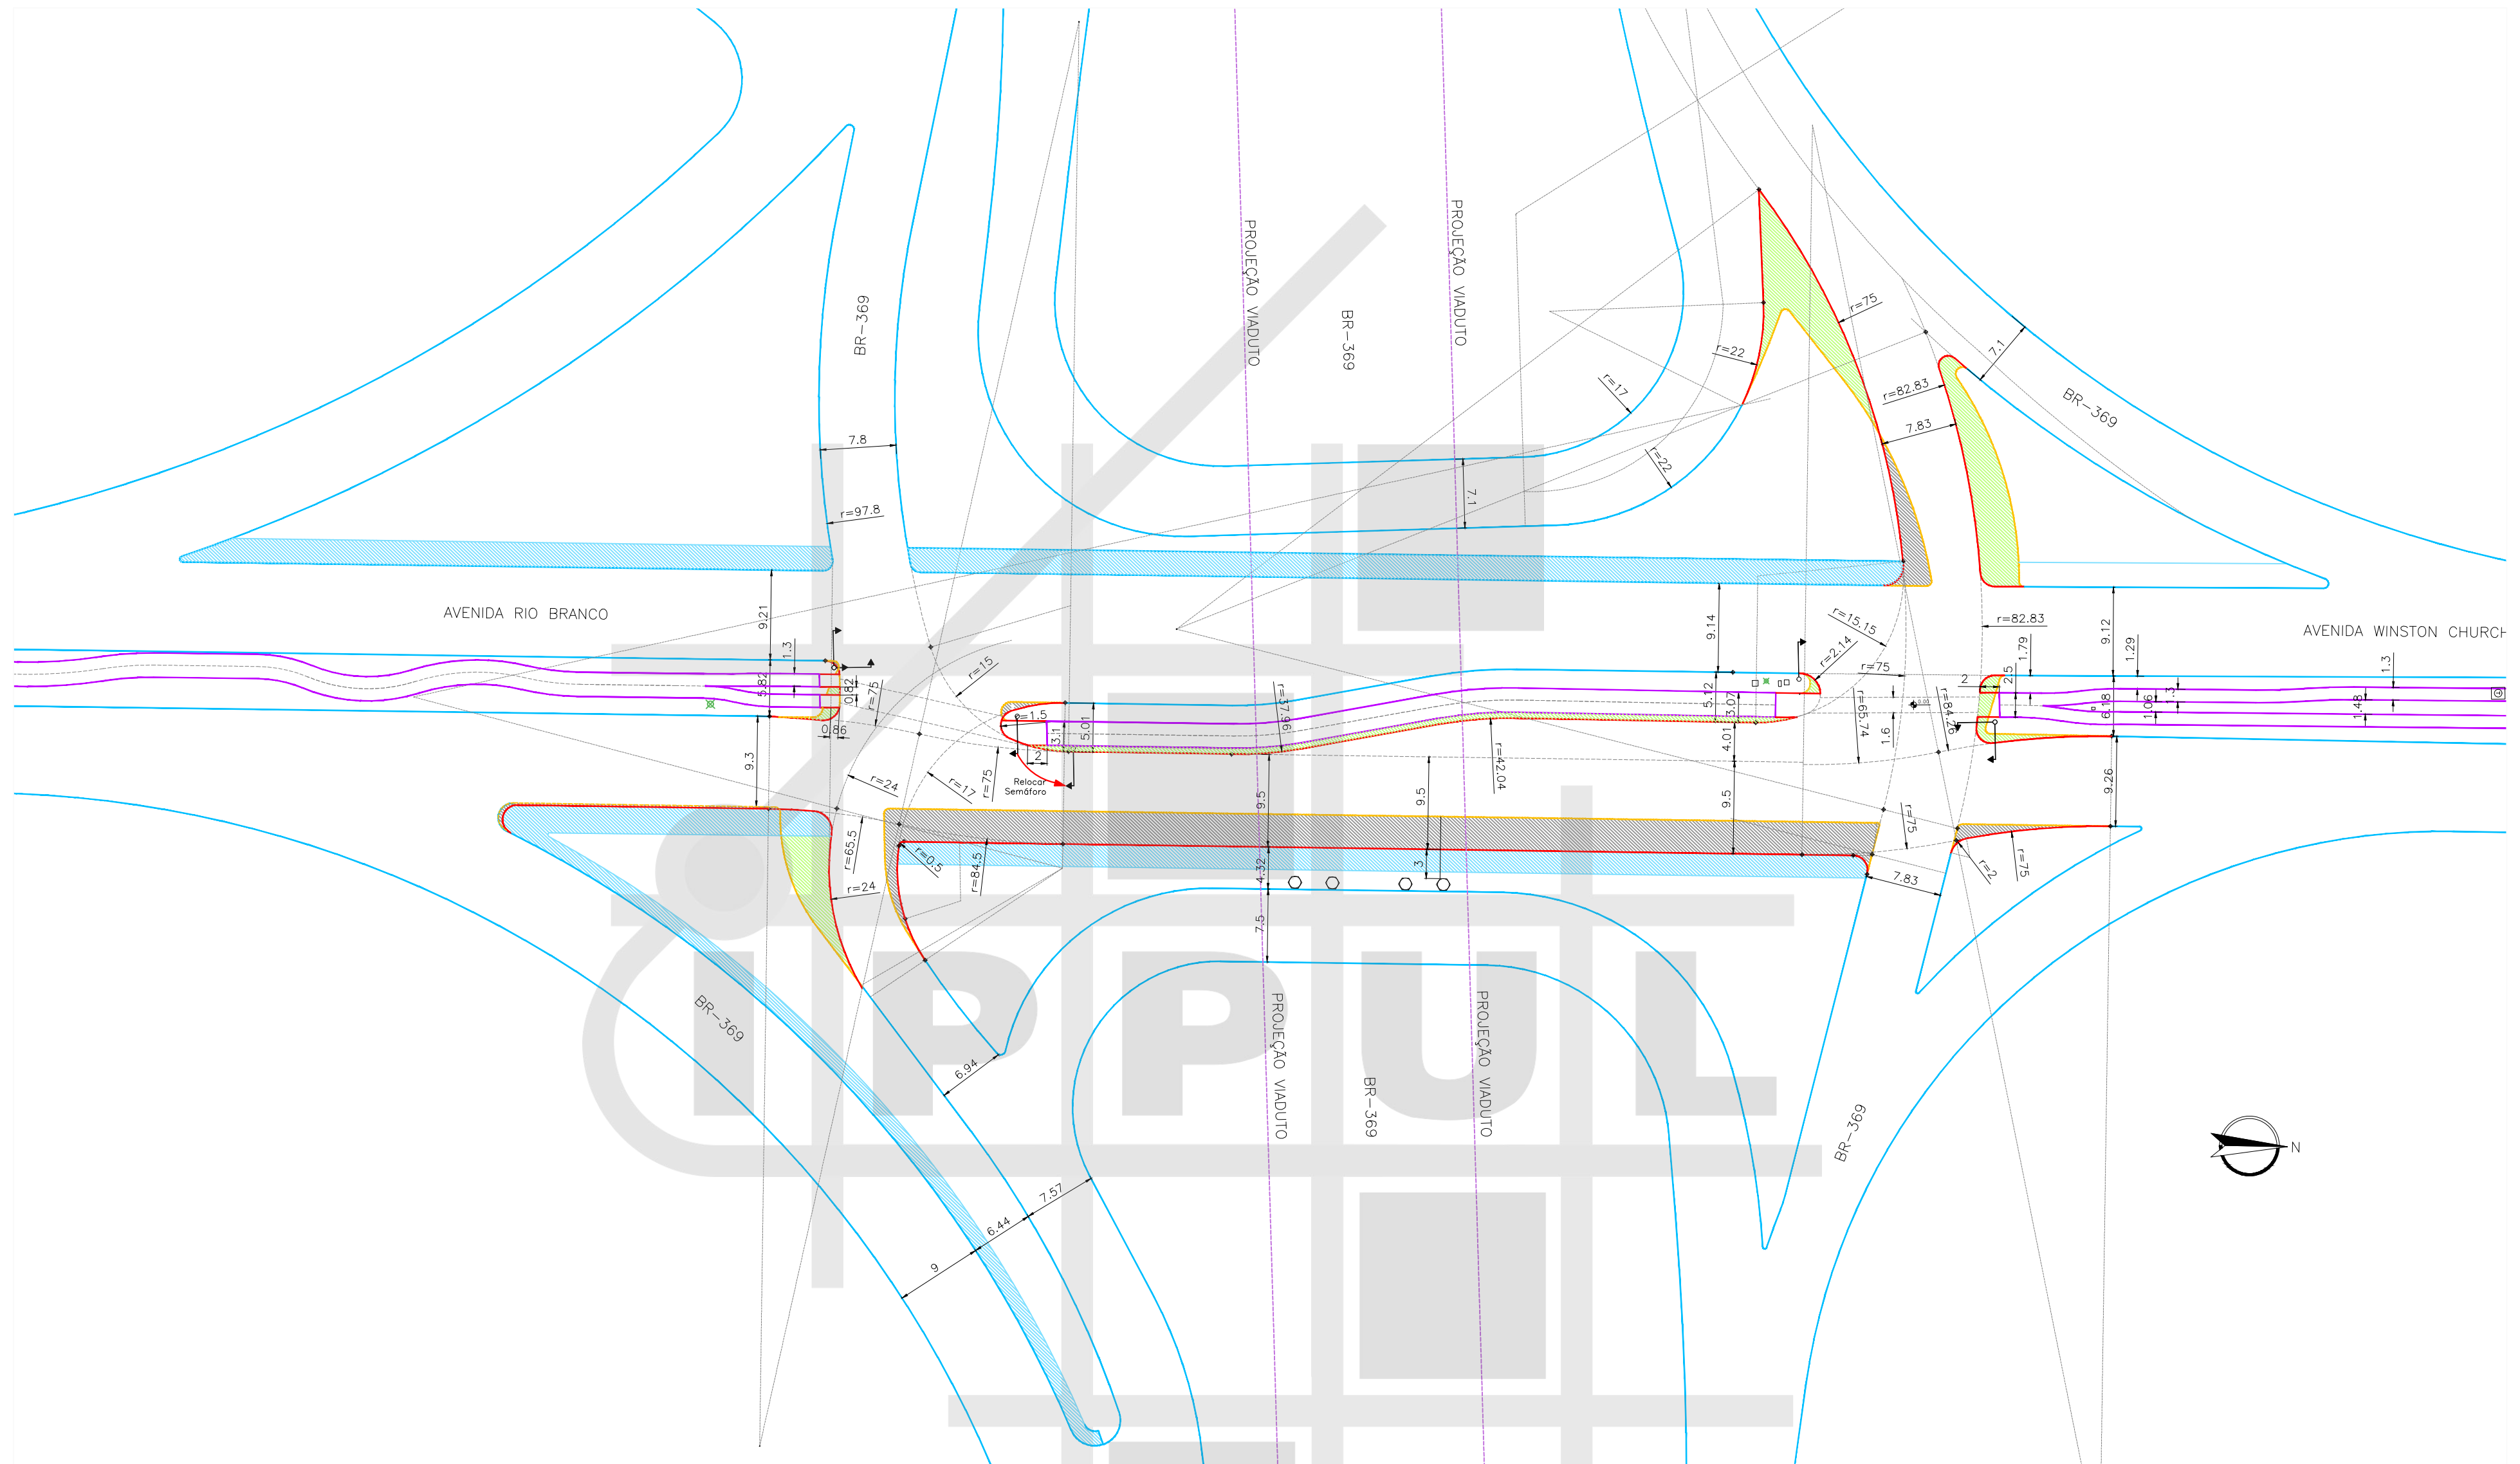 PROJEÇÃO VIADUTO
PROJEÇÃO VIADUTO
BR-369
BR-369
BR-369
r=75
7.1
r=22
r=17
r=82.83
7.83
7.8
r=22
7.1
r=97.8
AVENIDA RIO BRANCO
9.21
1.3
5.82
0.82
r=75
0.86
9.3
r=15
r=1.5
3.1
5.01
2
r=75
Relocar
Semáforo
r=37.96
r=42.04
9.14
5.12
3.07
4.01
r=15.15
r=2.14
r=75
r=65.74
1.6
r=84.26
r=82.83
2
1.79
2.5
9.12
1.29
6.18
1.06
1.3
1.48
1.3
AVENIDA WINSTON CHURCH
9.26
r=24
r=17
9.5
9.5
9.5
r=65.5
r=0.5
r=84.5
4.32
3
r=24
7.5
7.83
r=75
r=2
r=75
IPPUL
BR-369
6.94
PROJEÇÃO VIADUTO
PROJEÇÃO VIADUTO
BR-369
BR-369
N
7.57
6.44
9